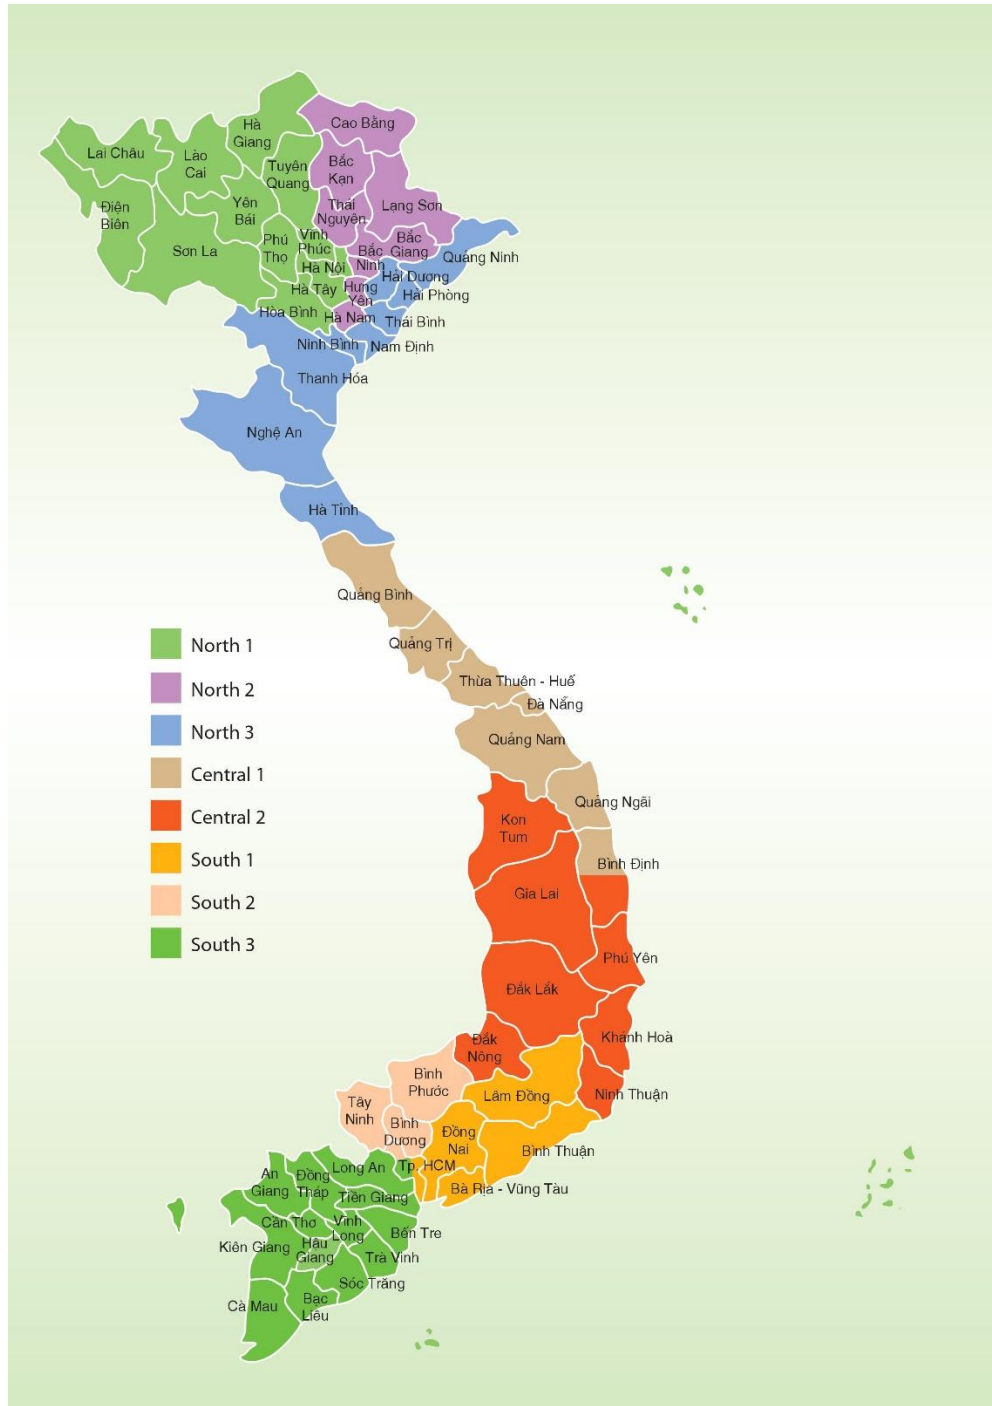 Cao Bằng
Hà
Giang
Lai Châu
Lào
Cai
Bắc
Kạn
Tuyên
Quang
Điện
Biên
Yên
Bái
Thái
Nguyên
Lạng Sơn
Sơn La
Phú
Thọ
Vĩnh
Phúc
Bắc
Giang
Bắc
Ninh
Quảng Ninh
Hà Nội
Hải Dương
Hà Tây
Hưng
Yên
Hải Phòng
Hòa Bình
Hà Nam
Thái Bình
Ninh Bình
Nam Định
Thanh Hóa
Nghệ An
Hà Tỉnh
Quảng Bình
Quảng Trị
Thừa Thuên - Huế
Đà Nẵng
Quảng Nam
Quảng Ngãi
Kon
Tum
Bình Định
Gia Lai
Phú Yên
Đắk Lắk
Khánh Hoà
Đắk
Nông
Bình
Phước
Lâm Đồng
Ninh Thuận
Tây
Ninh
Bình
Dương
Đồng
Nai
Bình Thuận
Long An
Tp. HCM
An
Giang
Đồng
Tháp
Bà Rịa - Vũng Tàu
Tiền Giang
Cần Thơ
Vĩnh
Long
Bến Tre
Kiên Giang
Hậu
Giang
Trà Vinh
Sóc Trăng
Cà Mau
Bạc
Liêu
North 1
North 2
North 3
Central 1
Central 2
South 1
South 2
South 3